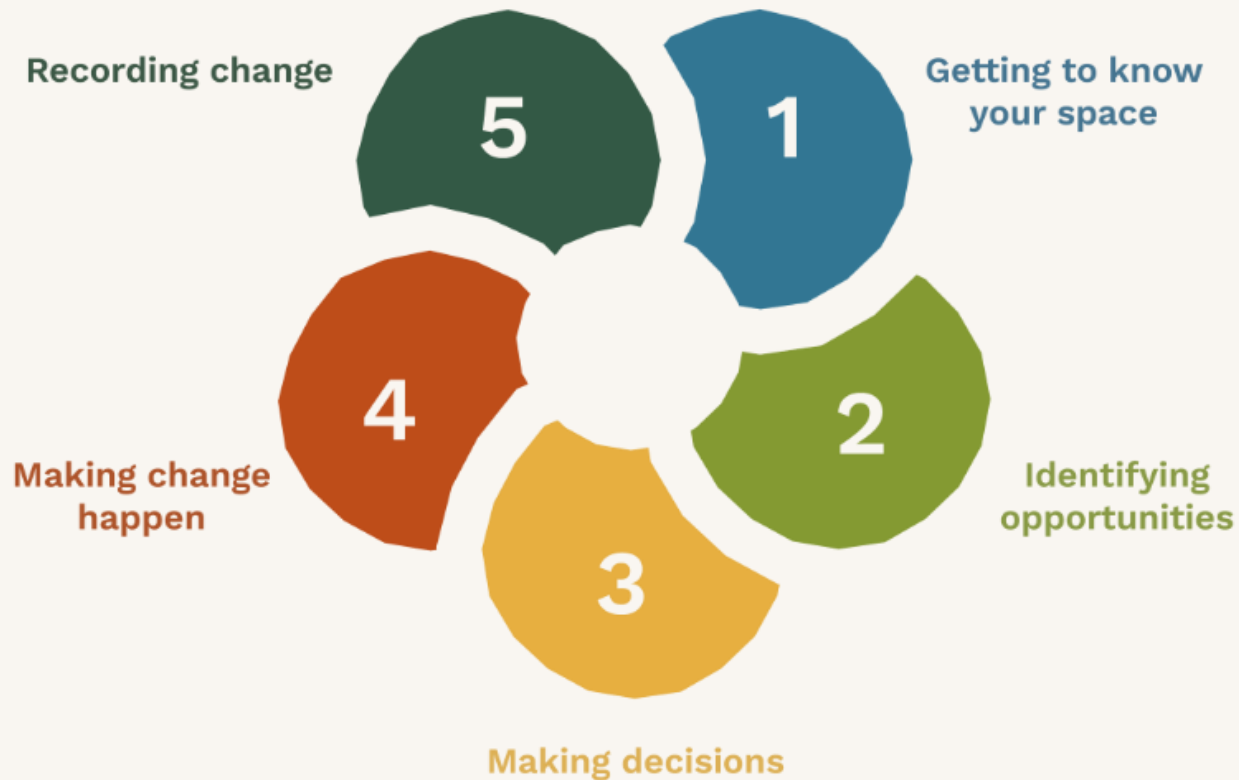 1
Getting to know
your space
2
Identifying
opportunities
3
Making decisions
4
Making change
happen
5
Recording change